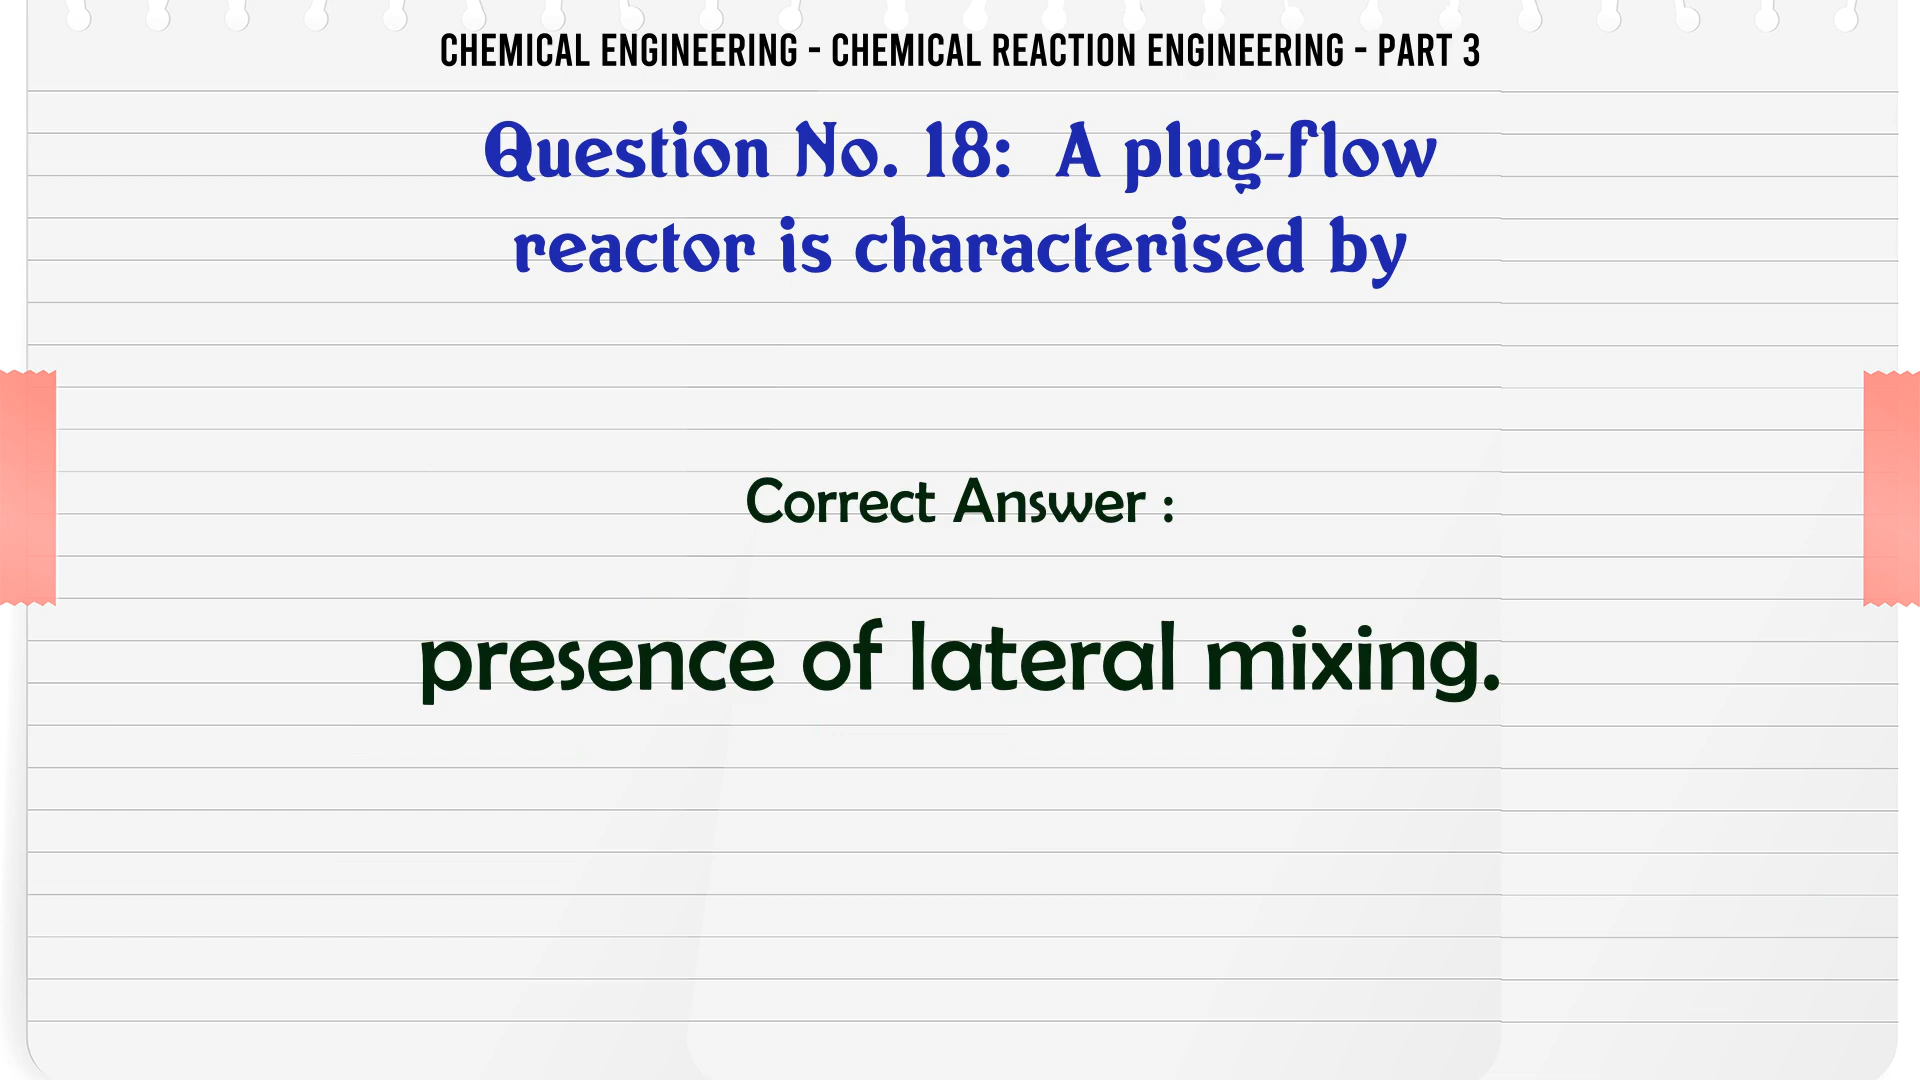 CHEMICAL ENGINEERING - CHEMICAL REACTION ENGINEERING - PART 3
Question No. 18: A plug-flow
reactor is characterised by
Correct Answer :
presence of lateral mixing.